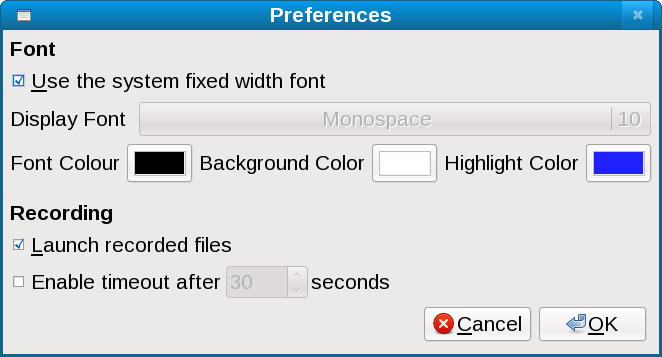 Preferences
Font
Use the system fixed width font
Display Font Monospace 10
Font Colour Background Color Highlight Color
Recording
Launch recorded files
Enable timeout after 30 seconds
Cancel OK